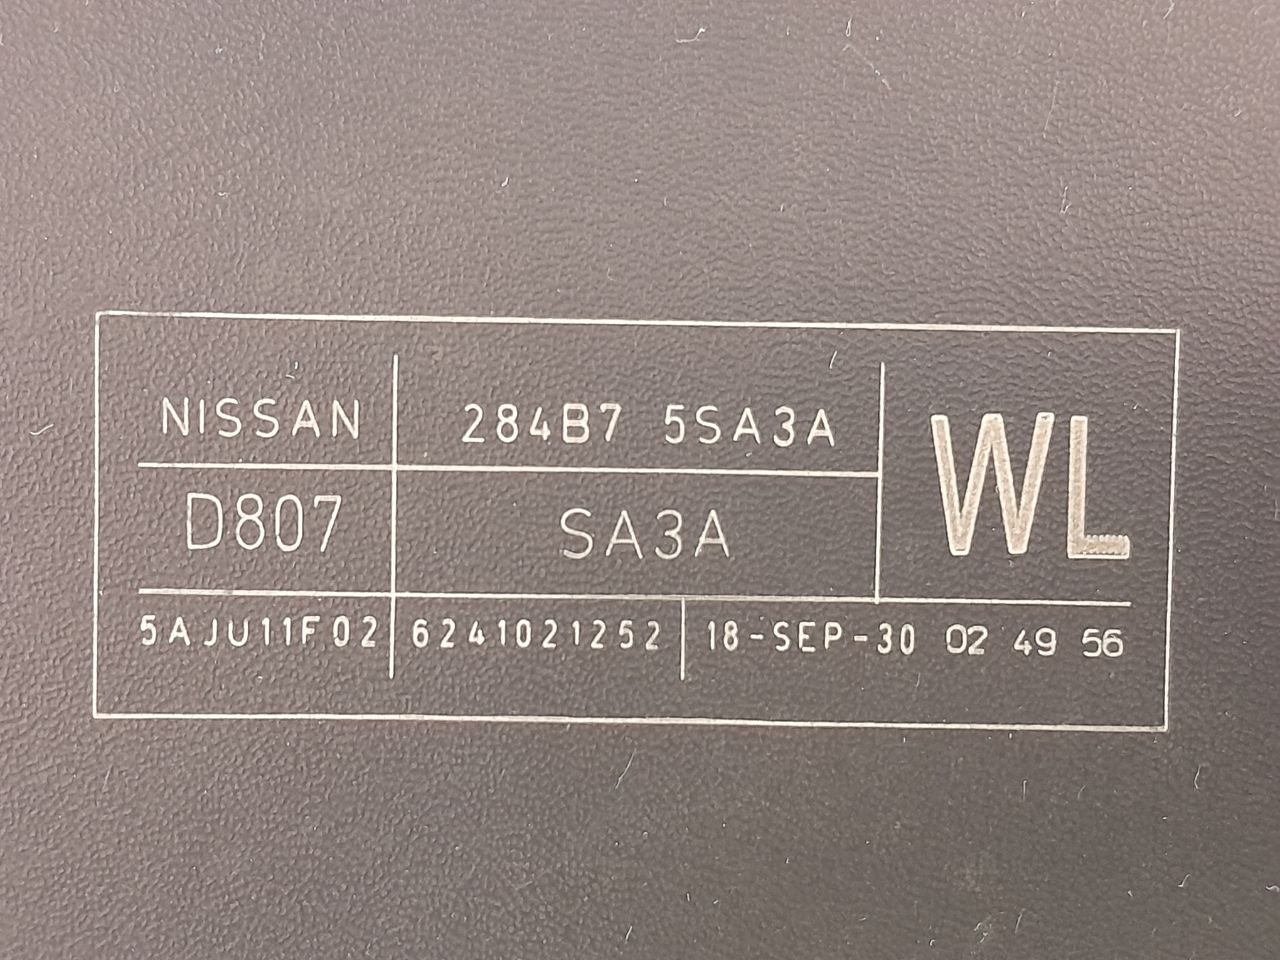 NISSAN 284B7 5SA3A WL
D807 SA3A
5AJU11F02 6241021252 18-SEP-30 02 49 56